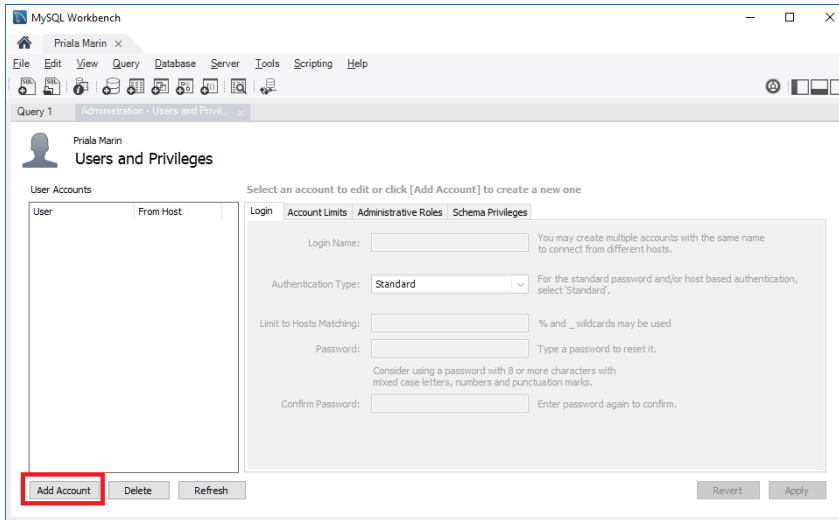 MySQL Workbench
Priala Marin
File Edit View Query Database Server Tools Scripting Help
SQL SQL
Query 1 Administration - Users and Privil...
Priala Marin
Users and Privileges
User Accounts
Select an account to edit or click [Add Account] to create a new one
User From Host
Login Account Limits Administrative Roles Schema Privileges
Login Name:
You may create multiple accounts with the same name
to connect from different hosts.
Authentication Type: Standard
For the standard password and/or host based authentication,
select 'Standard'.
Limit to Hosts Matching: % and _ wildcards may be used
Password: Type a password to reset it.
Consider using a password with 8 or more characters with
mixed case letters, numbers and punctuation marks.
Confirm Password: Enter password again to confirm.
Add Account Delete Refresh Revert Apply